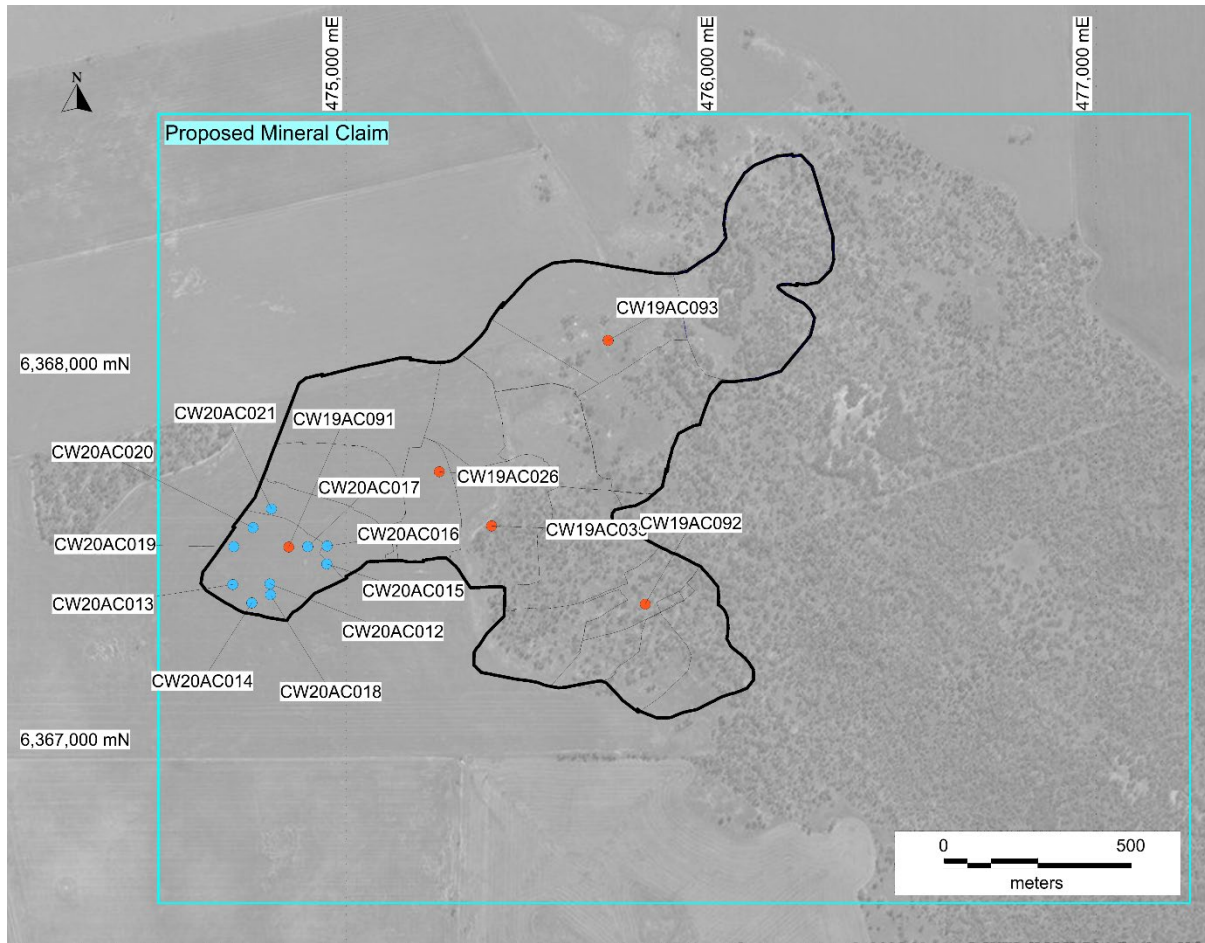 475,000 mE
476,000 mE
477,000 mE
N
Proposed Mineral Claim
CW19AC093
6,368,000 mN
CW20AC021
CW19AC091
CW20AC020
CW19AC026
CW20AC017
CW19AC092
CW20AC016
CW20AC019
CW20AC015
CW20AC013
CW20AC012
CW20AC014
CW20AC018
6,367,000 mN
0
500
meters